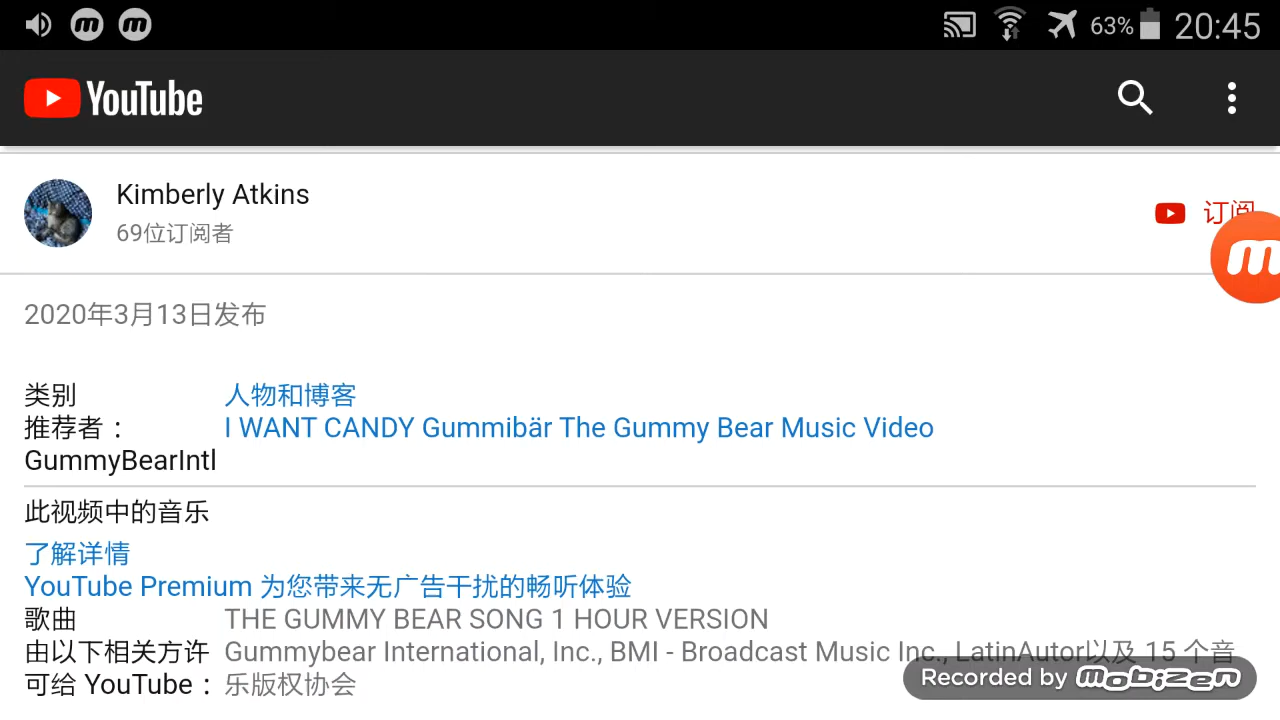 63% 20:45
YouTube
Kimberly Atkins
69位订阅者
订阅
2020年3月13日发布
类别 人物和博客
推荐者： I WANT CANDY Gummibär The Gummy Bear Music Video
GummyBearIntl
此视频中的音乐
了解详情
YouTube Premium 为您带来无广告干扰的畅听体验
歌曲 THE GUMMY BEAR SONG 1 HOUR VERSION
由以下相关方许 Gummybear International, Inc., BMI - Broadcast Music Inc., LatinAutor以及 15 个音
可给 YouTube： 乐版权协会
Recorded by mobizen